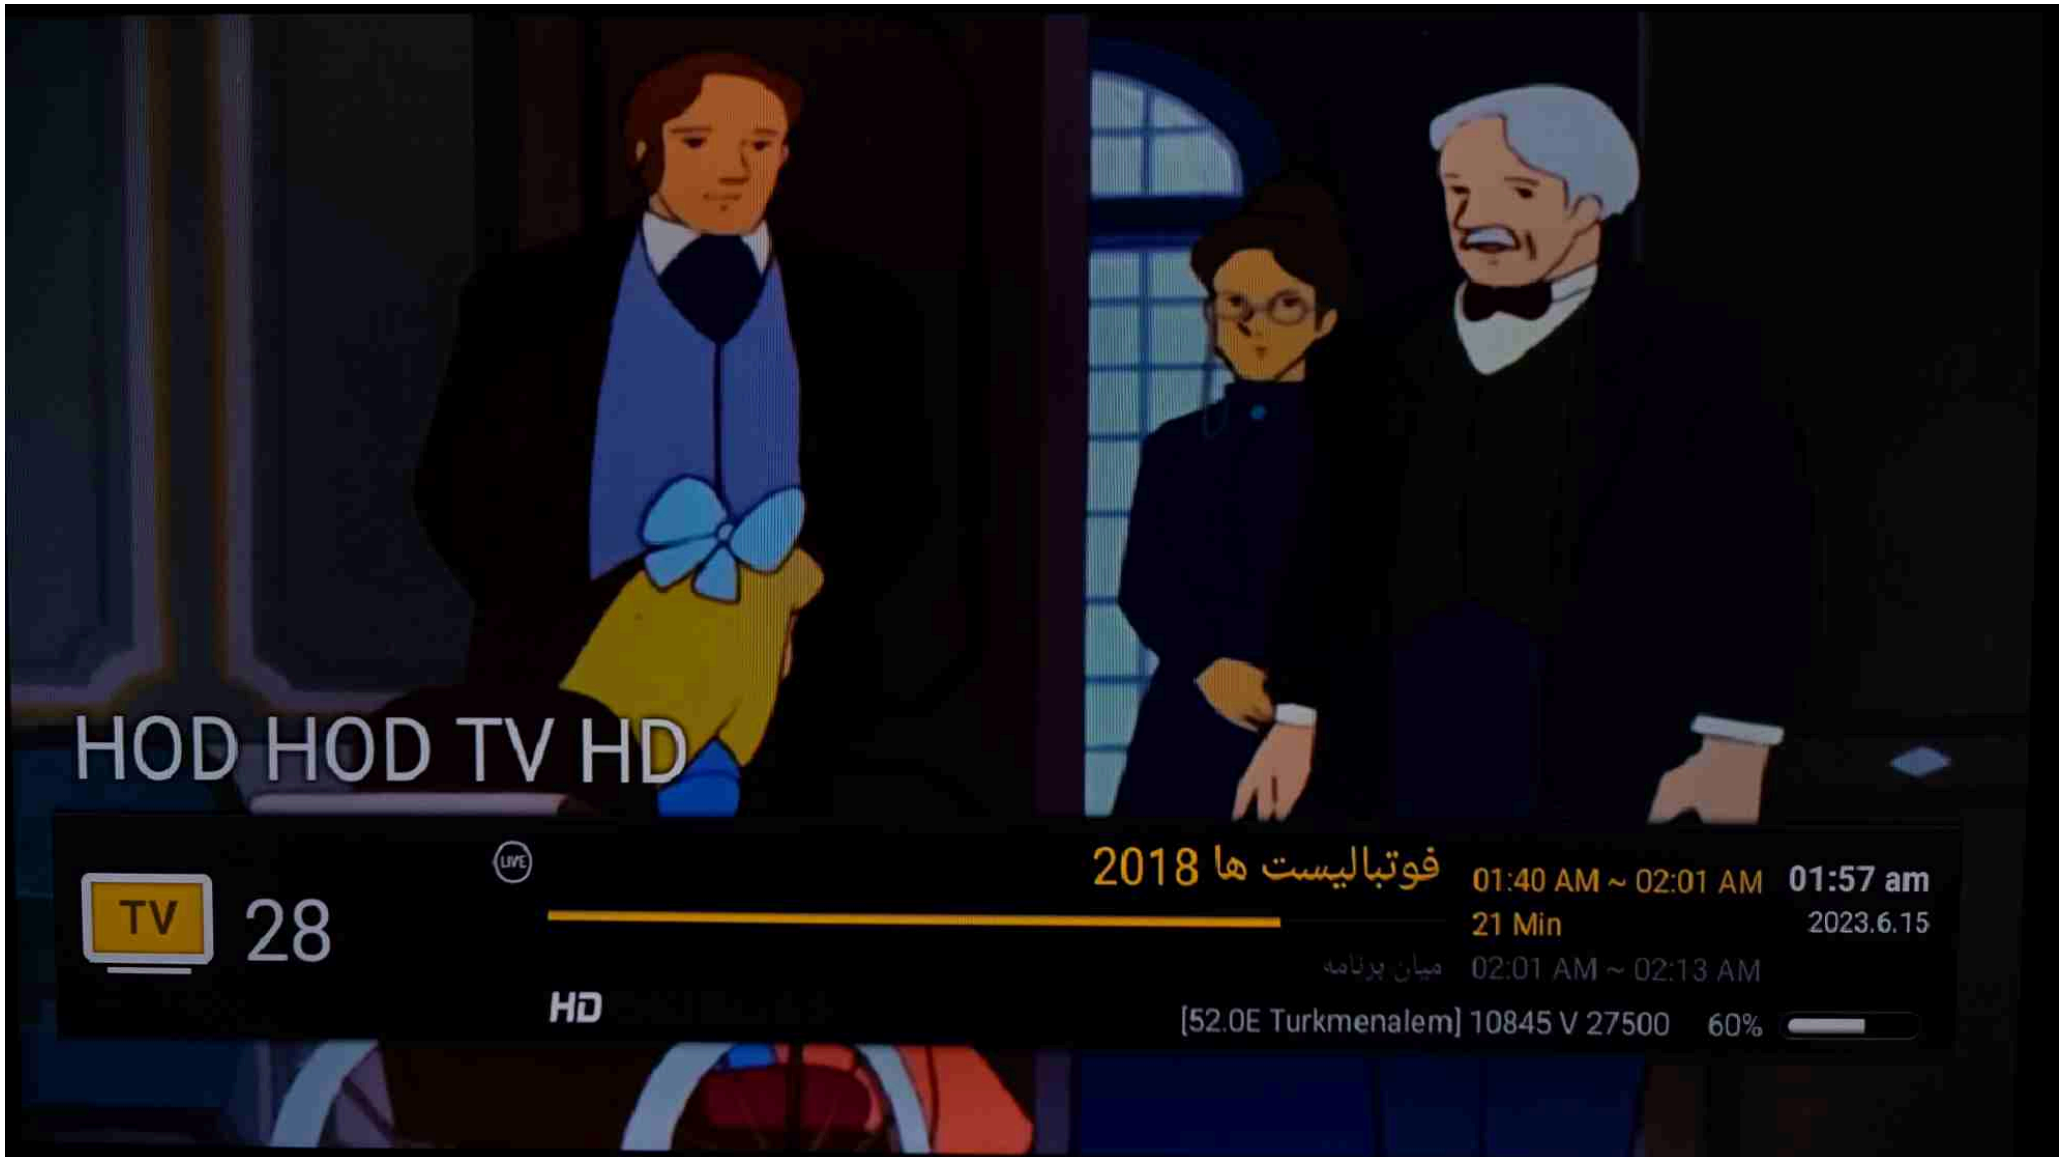 HOD HOD TV HD
LIVE
فوتبالیست ها 2018
01:40 AM ~ 02:01 AM
01:57 am
TV
28
21 Min
2023.6.15
میان برنامه
02:01 AM ~ 02:13 AM
HD
[52.0E Turkmenalem] 10845 V 27500
60%